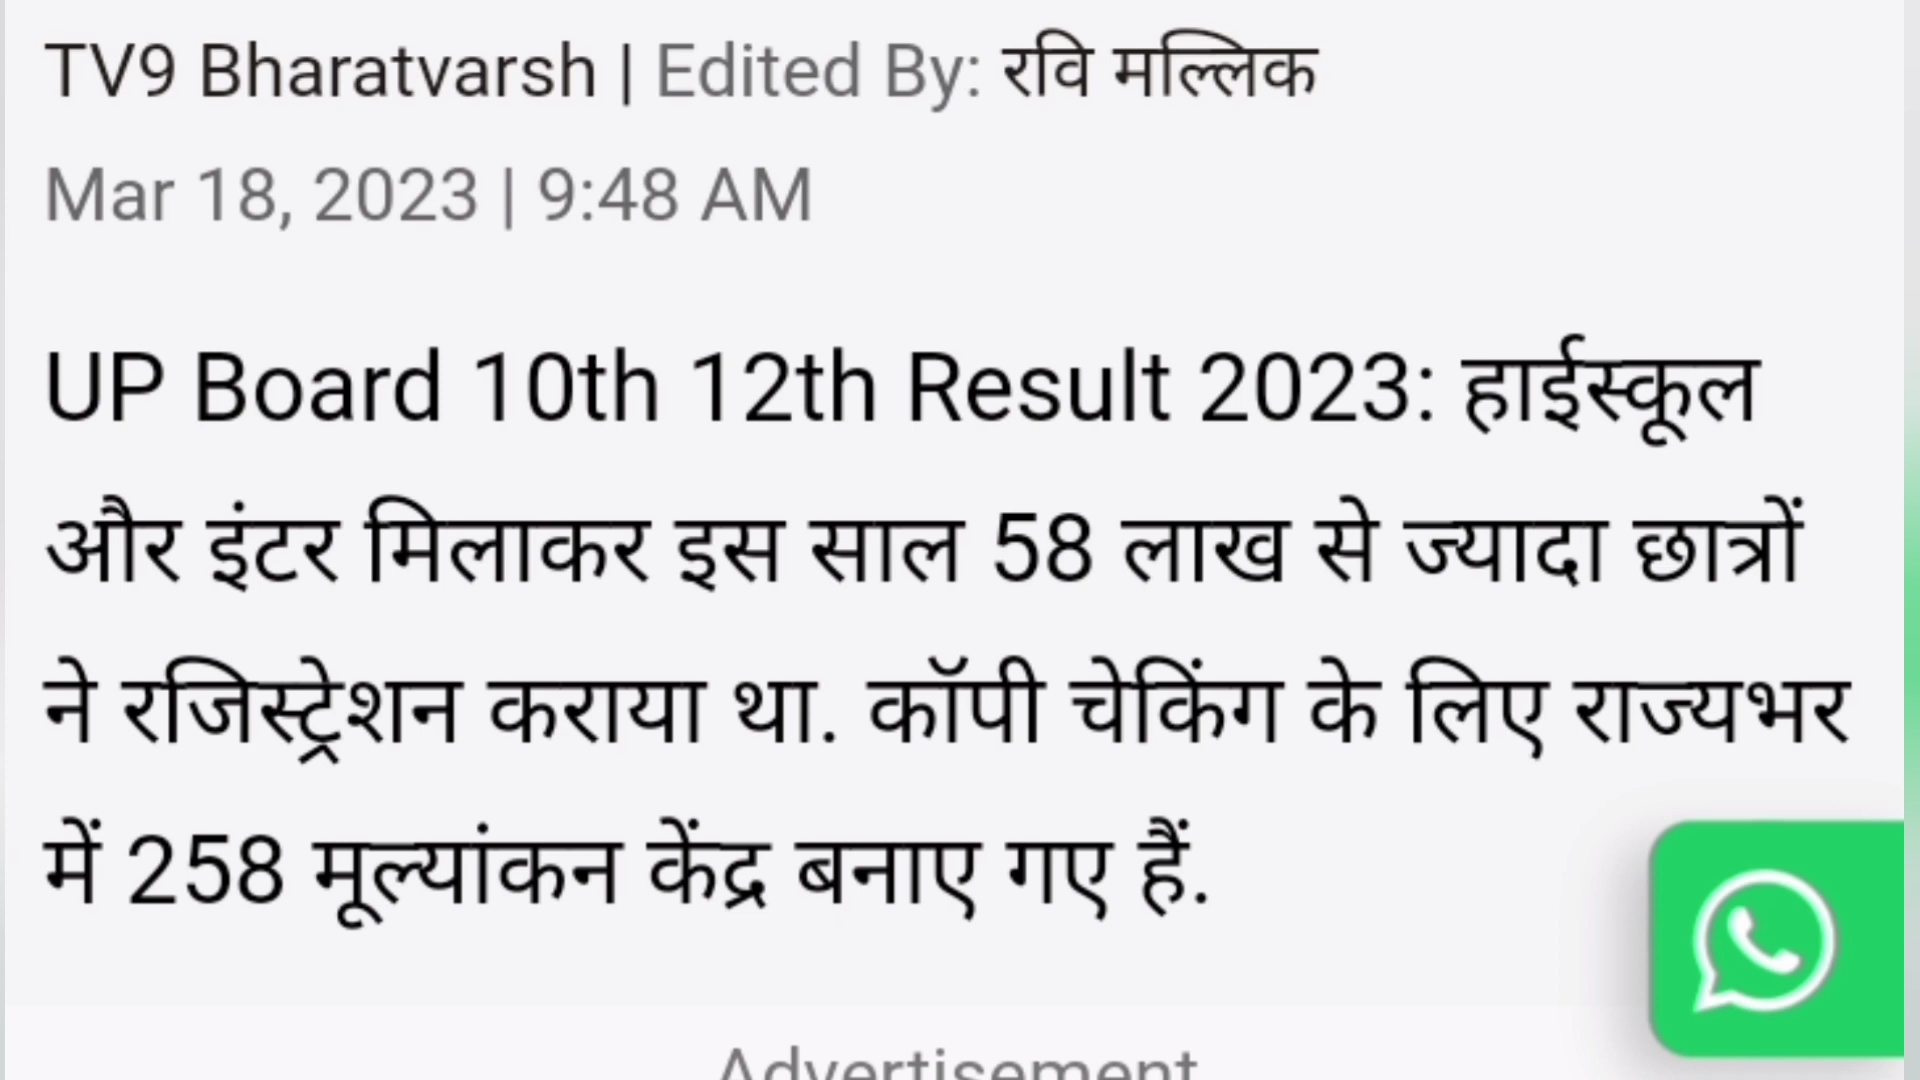 TV9 Bharatvarsh | Edited By: रवि मल्लिक
Mar 18, 2023 | 9:48 AM
UP Board 10th 12th Result 2023: हाईस्कूल
और इंटर मिलाकर इस साल 58 लाख से ज्यादा छात्रों
ने रजिस्ट्रेशन कराया था. कॉपी चेकिंग के लिए राज्यभर
में 258 मूल्यांकन केंद्र बनाए गए हैं.
Advertisement